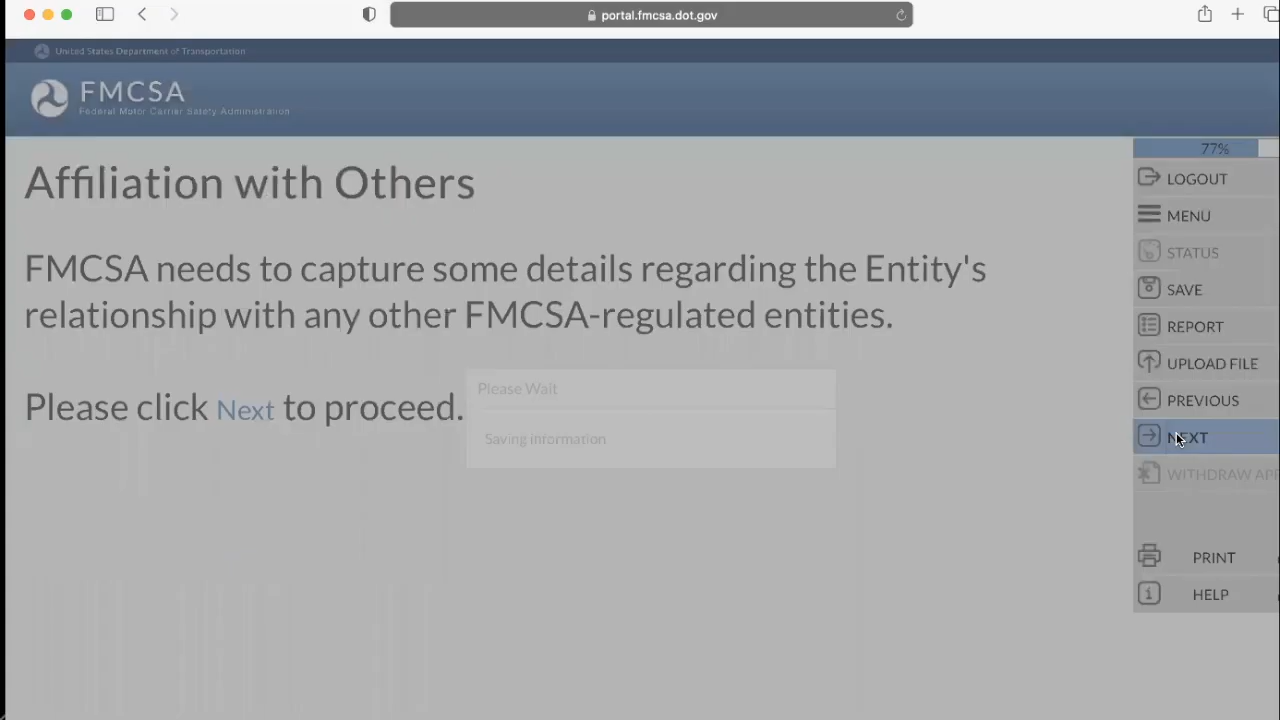 portal.fmcsa.dot.gov
United States Department of Transportation
FMCSA
Federal Motor Carrier Safety Administration
77%
Affiliation with Others
LOGOUT
MENU
STATUS
FMCSA needs to capture some details regarding the Entity's
relationship with any other FMCSA-regulated entities.
SAVE
REPORT
UPLOAD FILE
Please click Next to proceed.
Please Wait
Saving information
PREVIOUS
NEXT
WITHDRAW APP
PRINT
HELP